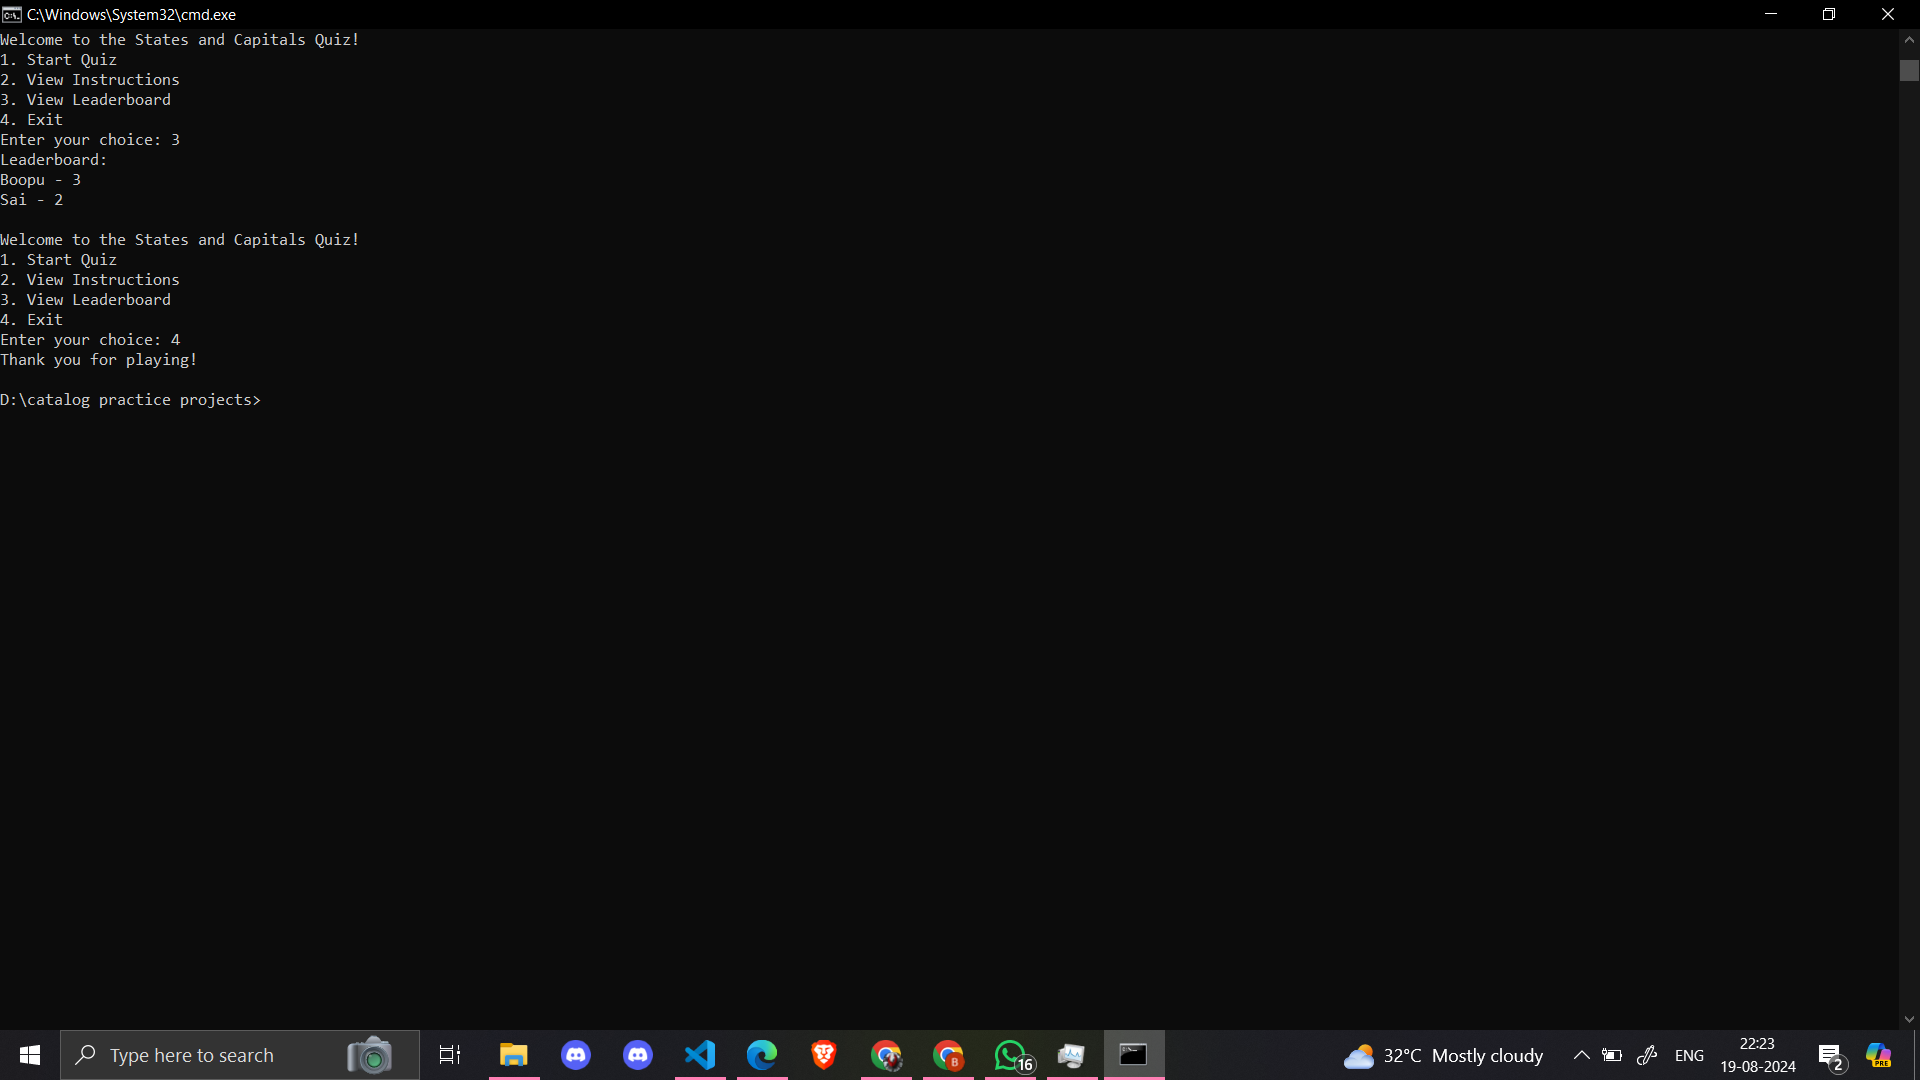 C:\Windows\System32\cmd.exe
Welcome to the States and Capitals Quiz!
1. Start Quiz
2. View Instructions
3. View Leaderboard
4. Exit
Enter your choice: 3
Leaderboard:
Boopu - 3
Sai - 2
Welcome to the States and Capitals Quiz!
1. Start Quiz
2. View Instructions
3. View Leaderboard
4. Exit
Enter your choice: 4
Thank you for playing!
D:\catalog practice projects>
Type here to search
B
16
32°C Mostly cloudy
ENG
22:23
19-08-2024
2
PRE